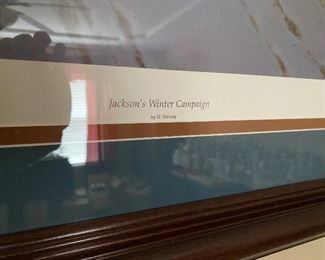 Jackson's Winter Campaign
by G. Harvey